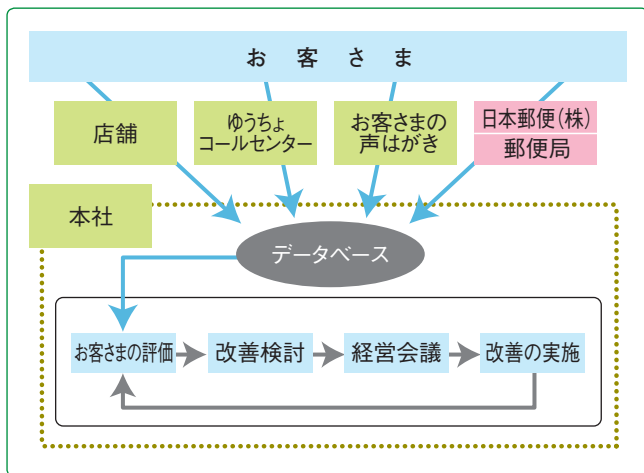 お客さま
店舗
ゆうちょ
コールセンター
お客さまの
声はがき
日本郵便(株)
郵便局
本社
データベース
お客さまの評価
改善検討
経営会議
改善の実施